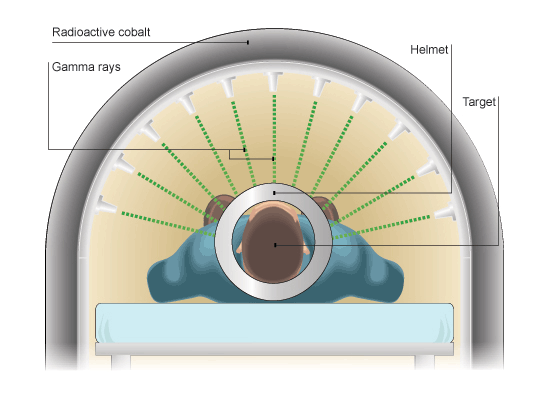 Radioactive cobalt
Helmet
Gamma rays
Target